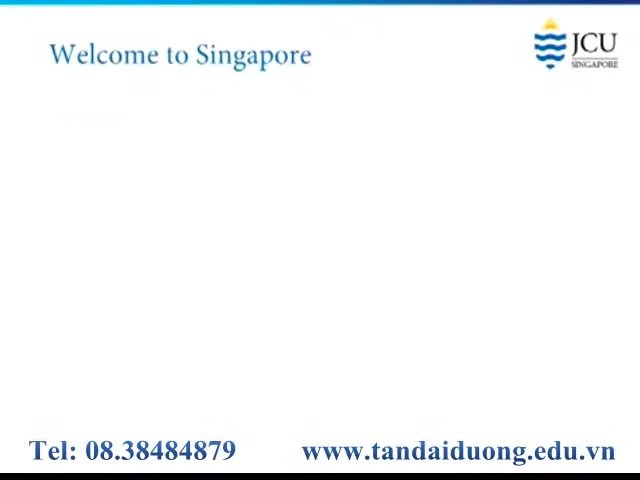 Welcome to Singapore
JCU
SINGAPORE
Tel: 08.38484879
www.tandaiduong.edu.vn